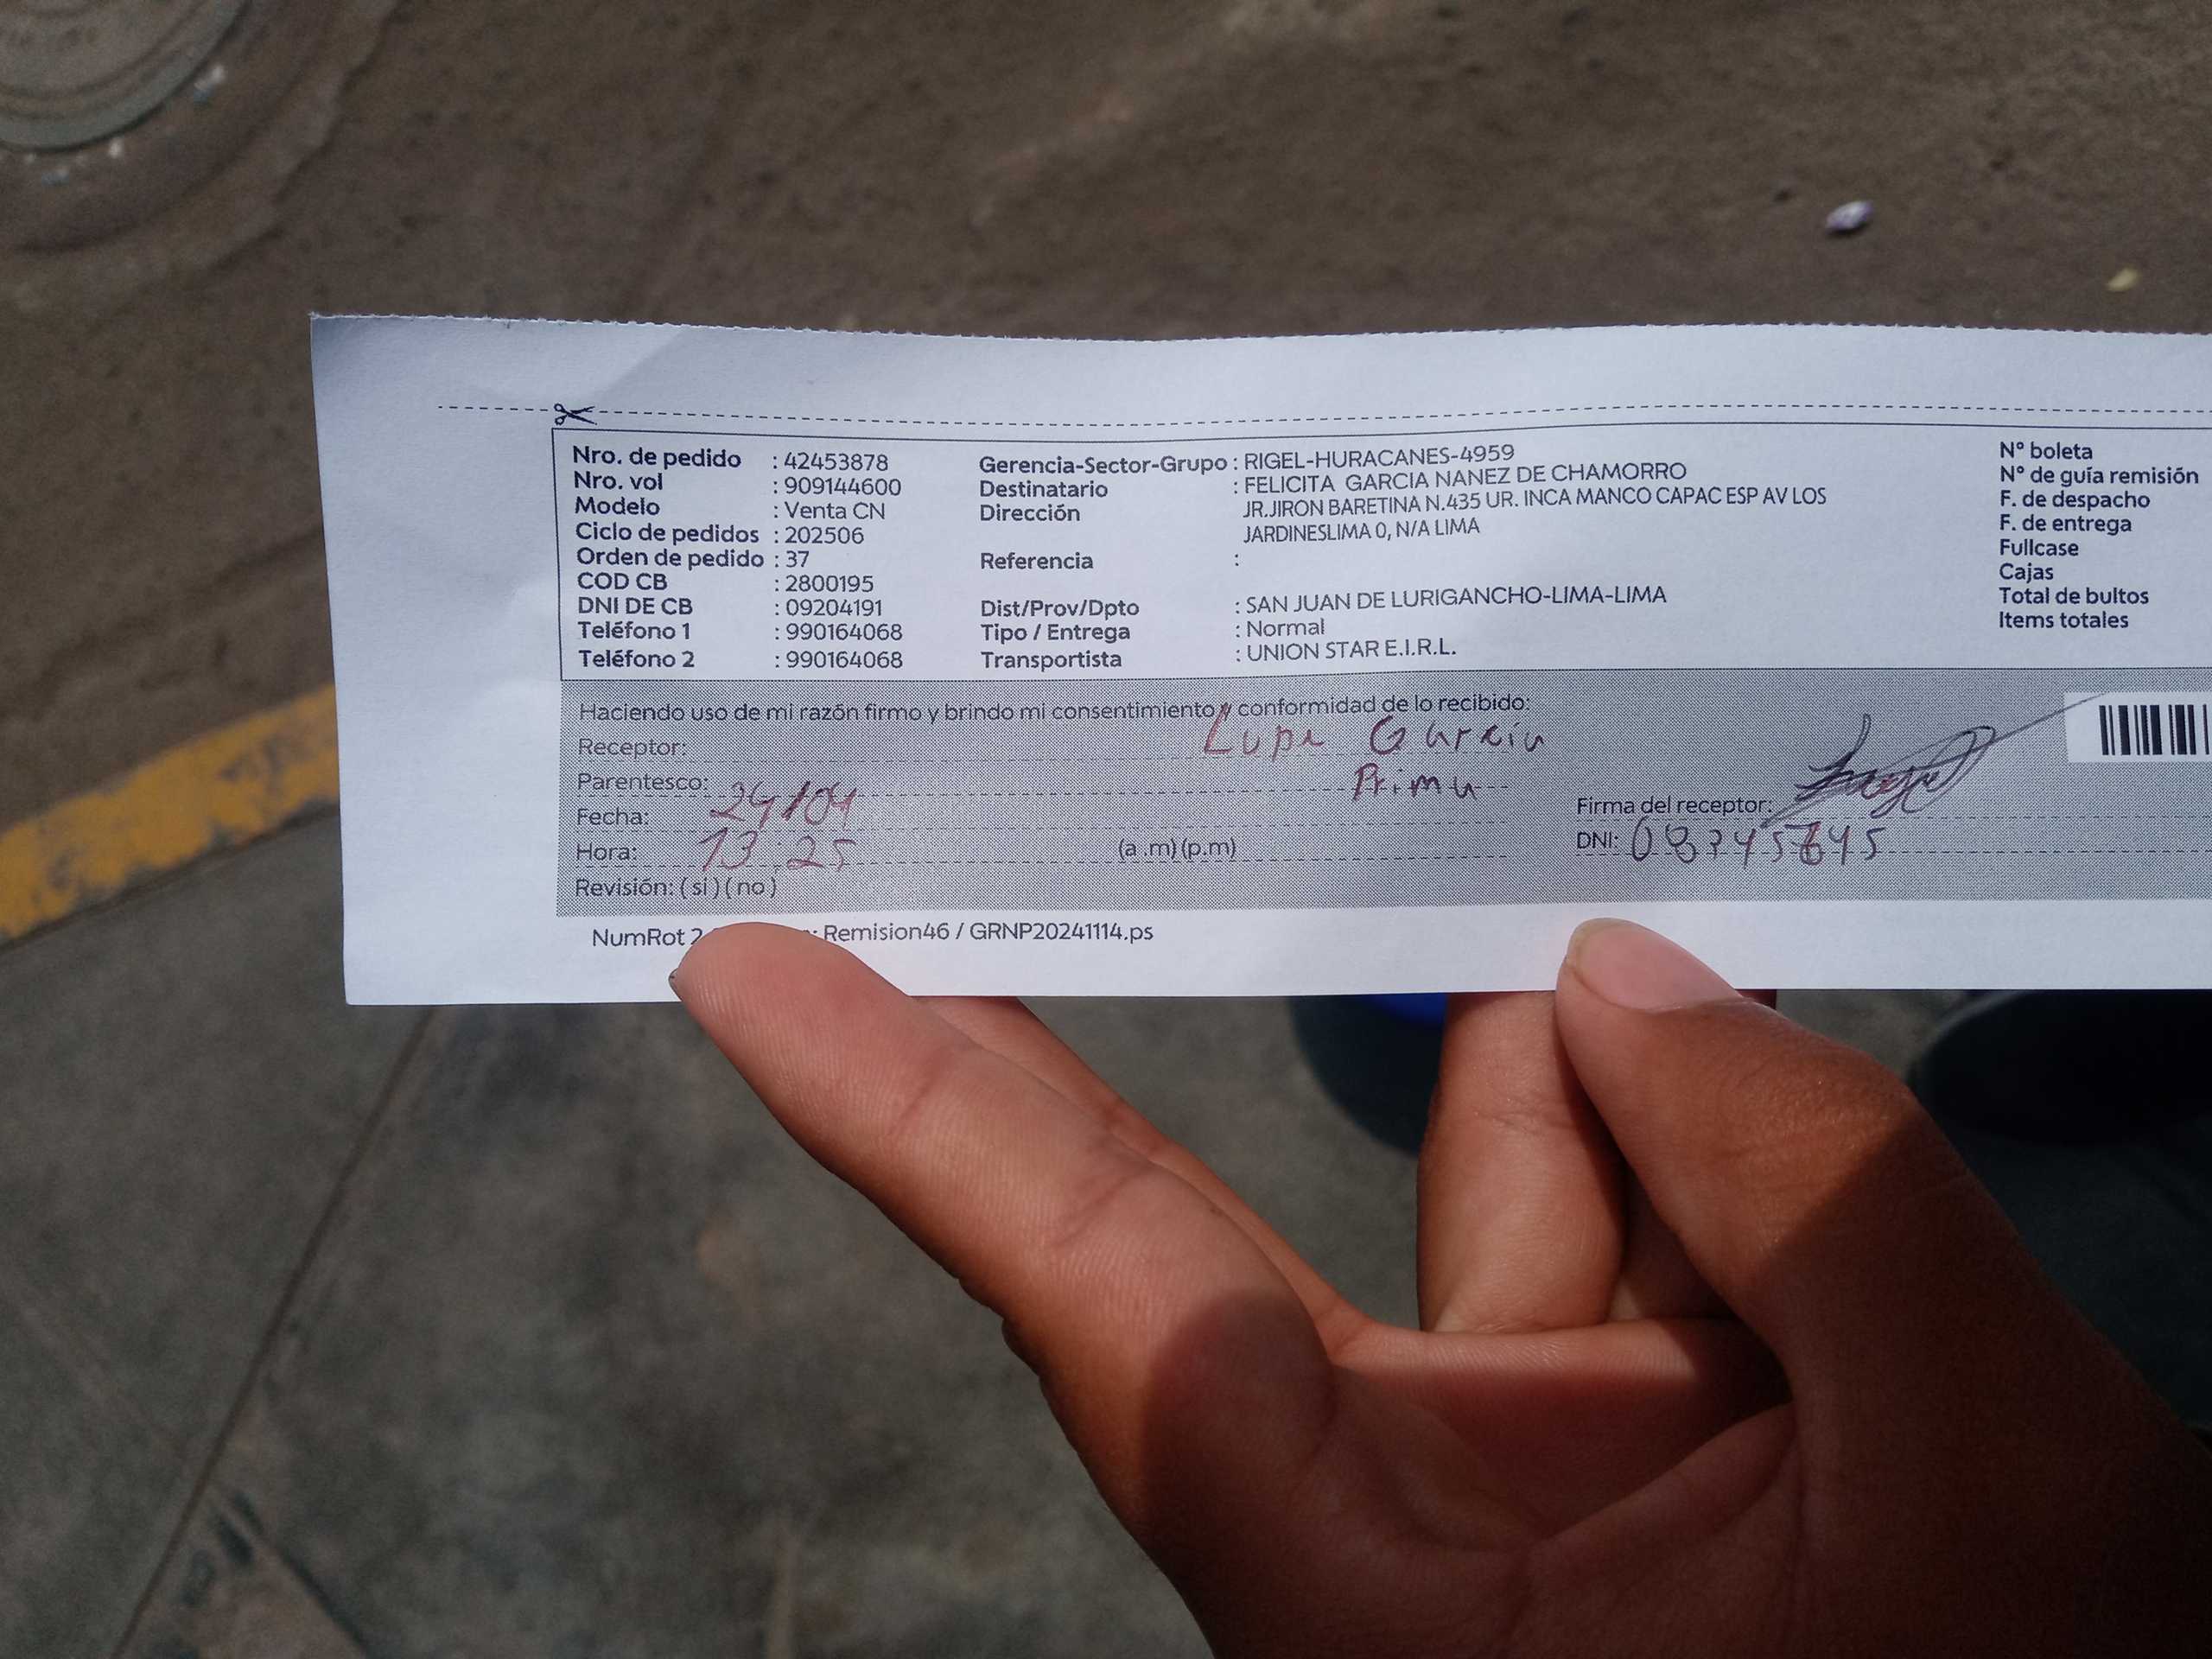 Nro. de pedido : 42453878
Nro. vol : 909144600
Modelo : Venta CN
Ciclo de pedidos : 202506
Orden de pedido : 37
COD CB : 2800195
DNI DE CB : 09204191
Teléfono 1 : 990164068
Teléfono 2 : 990164068
Gerencia-Sector-Grupo : RIGEL-HURACANES-4959
Destinatario : FELICITA GARCIA NANEZ DE CHAMORRO
Dirección JR.JIRON BARETINA N.435 UR. INCA MANCO CAPAC ESP AV LOS
JARDINESLIMA 0, N/A LIMA
Referencia :
Dist/Prov/Dpto : SAN JUAN DE LURIGANCHO-LIMA-LIMA
Tipo / Entrega : Normal
Transportista : UNION STAR E.I.R.L.
N° boleta
N° de guía remisión
F. de despacho
F. de entrega
Fullcase
Cajas
Total de bultos
Items totales
Haciendo uso de mi razón firmo y brindo mi consentimiento y conformidad de lo recibido:
Receptor: Lupe Garcia
Parentesco: Prima
Fecha: 24/04
Hora: 13:25 (a .m) (p.m)
Revisión: ( si ) ( no )
Firma del receptor:
DNI:
NumRot 2 Remision46 / GRNP20241114.ps